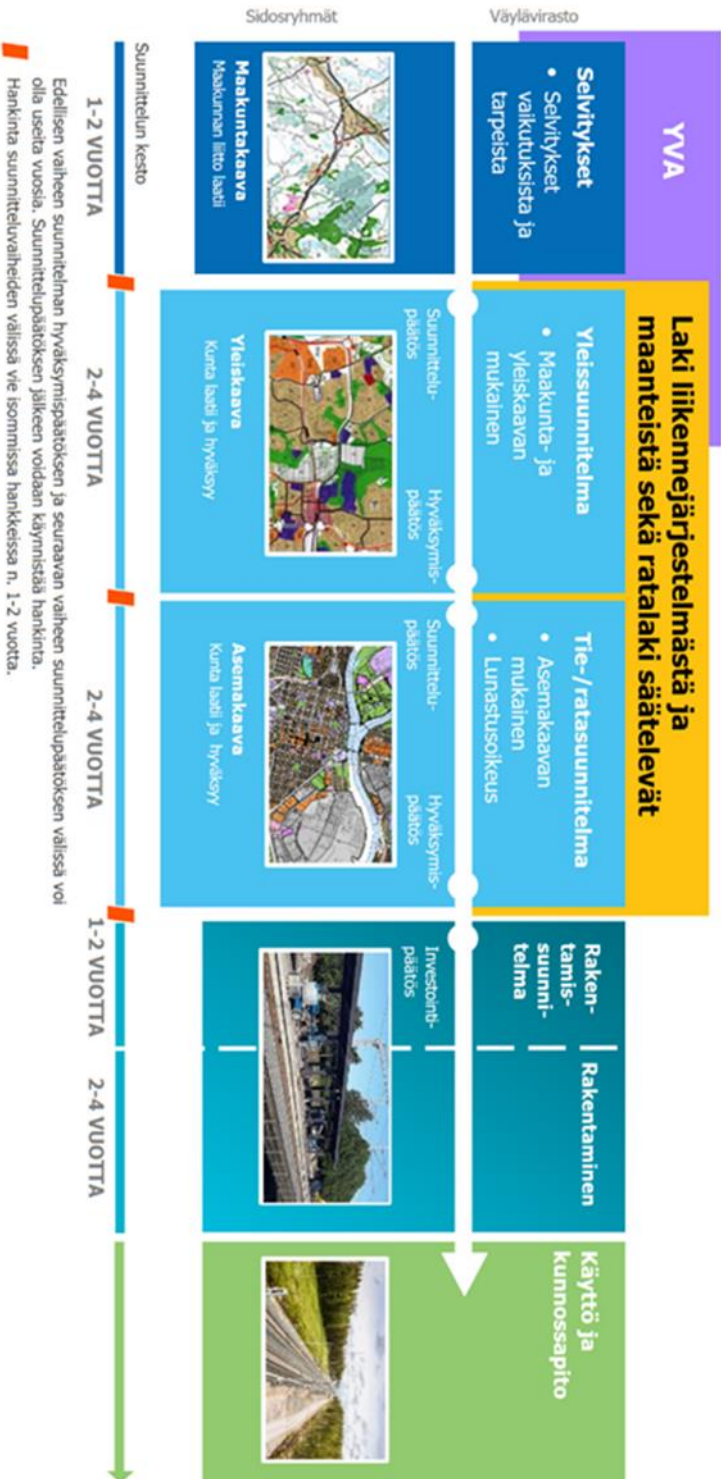 YVA
Laki liikennejärjestelmästä ja
maanteistä sekä ratalaki säätelevät
Väylävirasto
Selvitykset
• Selvitykset
vaikutuksista ja
tarpeista
Yleissuunnitelma
• Maakunta- ja
yleiskaavan
mukainen
Tie-/ratasuunnitelma
• Asemakaavan
mukainen
• Lunastusoikeus
Raken-
tamis-
suunni-
telma
Rakentaminen
Käyttö ja
kunnossapito
Sidosryhmät
Suunnittelu-
päätös
Hyväksymis-
päätös
Suunnittelu-
päätös
Hyväksymis-
päätös
Investointi-
päätös
Maakuntakaava
Maakunnan liitto laatii
Yleiskaava
Kunta laatii ja hyväksyy
Asemakaava
Kunta laatii ja hyväksyy
Suunnittelun kesto
1-2 VUOTTA
2-4 VUOTTA
2-4 VUOTTA
1-2 VUOTTA
2-4 VUOTTA
Edellisen vaiheen suunnitelman hyväksymispäätöksen ja seuraavan vaiheen suunnittelupäätöksen välissä voi
olla useita vuosia. Suunnittelupäätöksen jälkeen voidaan käynnistää hankinta.
Hankinta suunnitteluvaiheiden välissä vie isommissa hankkeissa n. 1-2 vuotta.